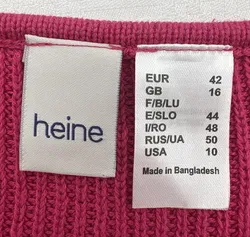 heine
EUR 42
GB 16
F/B/LU
E/SLO 44
I/RO 48
RUS/UA 50
USA 10
Made in Bangladesh